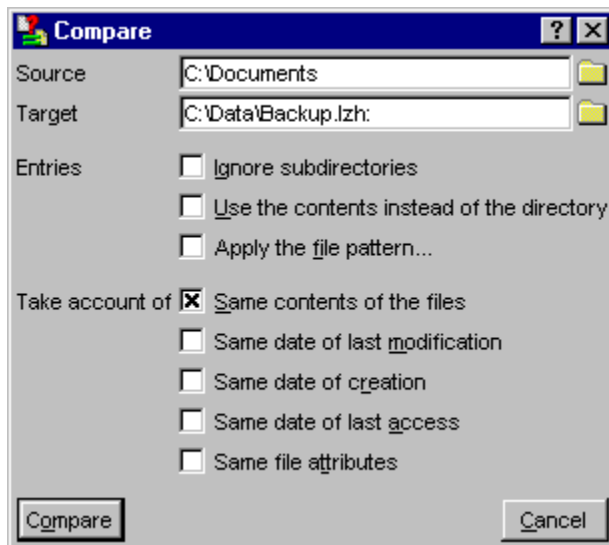 Compare
Source C:\Documents
Target C:\Data\Backup.lzh:
Entries Ignore subdirectories
Use the contents instead of the directory
Apply the file pattern...
Take account of Same contents of the files
Same date of last modification
Same date of creation
Same date of last access
Same file attributes
Compare Cancel